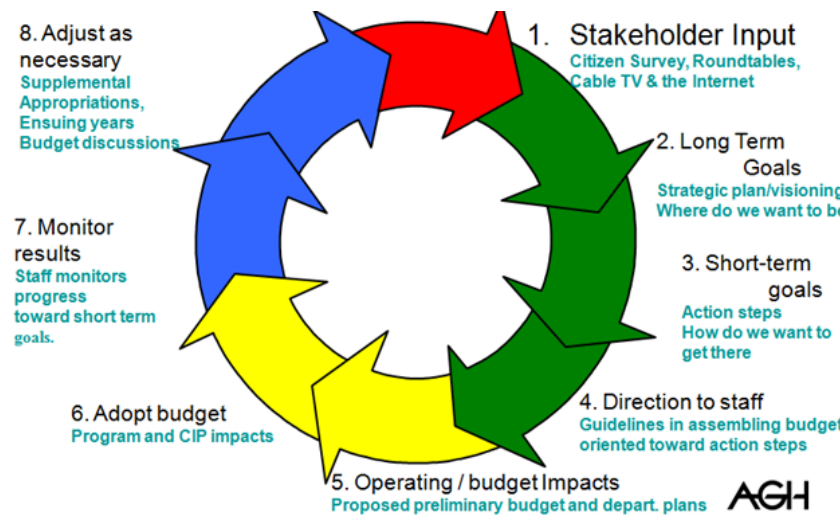 1. Stakeholder Input
Citizen Survey, Roundtables,
Cable TV & the Internet
2. Long Term
Goals
Strategic plan/visioning
Where do we want to be
3. Short-term
goals
Action steps
How do we want to
get there
4. Direction to staff
Guidelines in assembling budget
oriented toward action steps
5. Operating / budget Impacts
Proposed preliminary budget and depart. plans
6. Adopt budget
Program and CIP impacts
7. Monitor
results
Staff monitors
progress
toward short term
goals.
8. Adjust as
necessary
Supplemental
Appropriations,
Ensuing years
Budget discussions
AGH